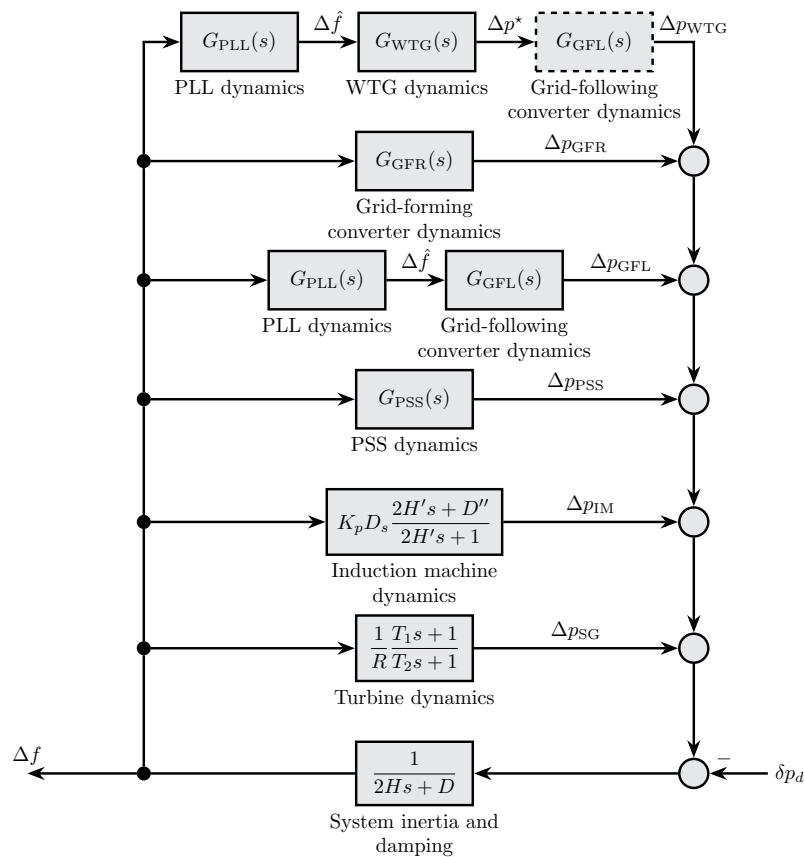 G_PLL(s) Δf̂ G_WTG(s) Δp⋆ G_GFL(s) Δp_WTG
PLL dynamics WTG dynamics Grid-following
converter dynamics
G_GFR(s) Δp_GFR
Grid-forming
converter dynamics
G_PLL(s) Δf̂ G_GFL(s) Δp_GFL
PLL dynamics Grid-following
converter dynamics
G_PSS(s) Δp_PSS
PSS dynamics
K_p D_s (2H′s + D″)/(2H′s + 1) Δp_IM
Induction machine
dynamics
1/R (T_1 s + 1)/(T_2 s + 1) Δp_SG
Turbine dynamics
Δf 1/(2Hs + D) − δp_d
System inertia and
damping